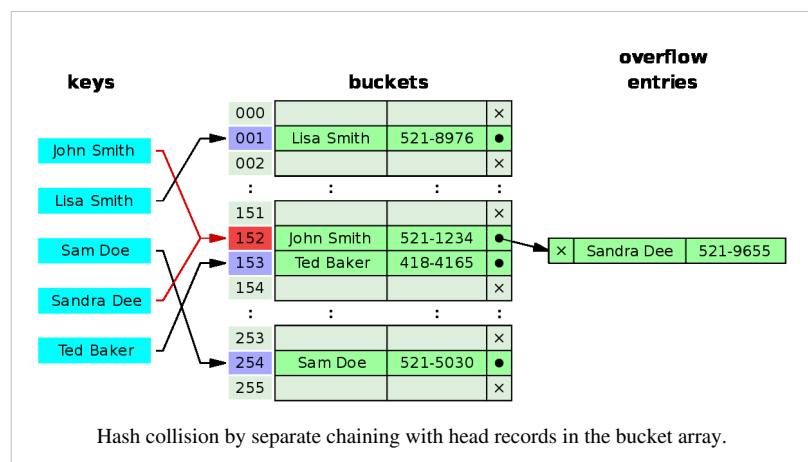 overflow
keys buckets entries
000 ×
John Smith 001 Lisa Smith 521-8976 ●
002 ×
Lisa Smith : : : :
151 ×
Sam Doe 152 John Smith 521-1234 ● × Sandra Dee 521-9655
153 Ted Baker 418-4165 ●
Sandra Dee 154 ×
: : : :
Ted Baker 253 ×
254 Sam Doe 521-5030 ●
255 ×
Hash collision by separate chaining with head records in the bucket array.